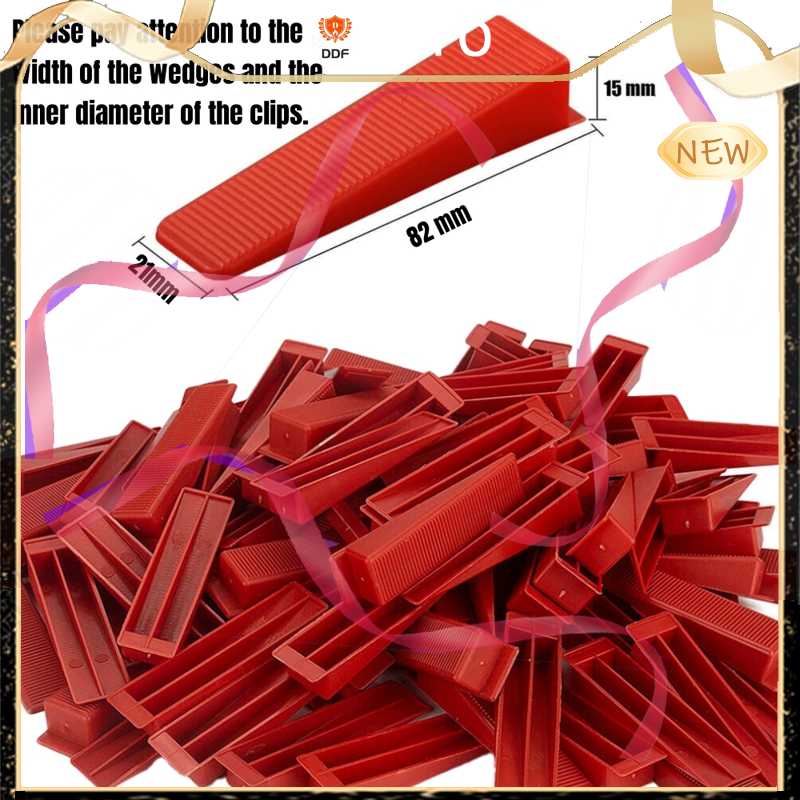 Please pay attention to the
width of the wedges and the
inner diameter of the clips.
DDF
15 mm
NEW
82 mm
21mm